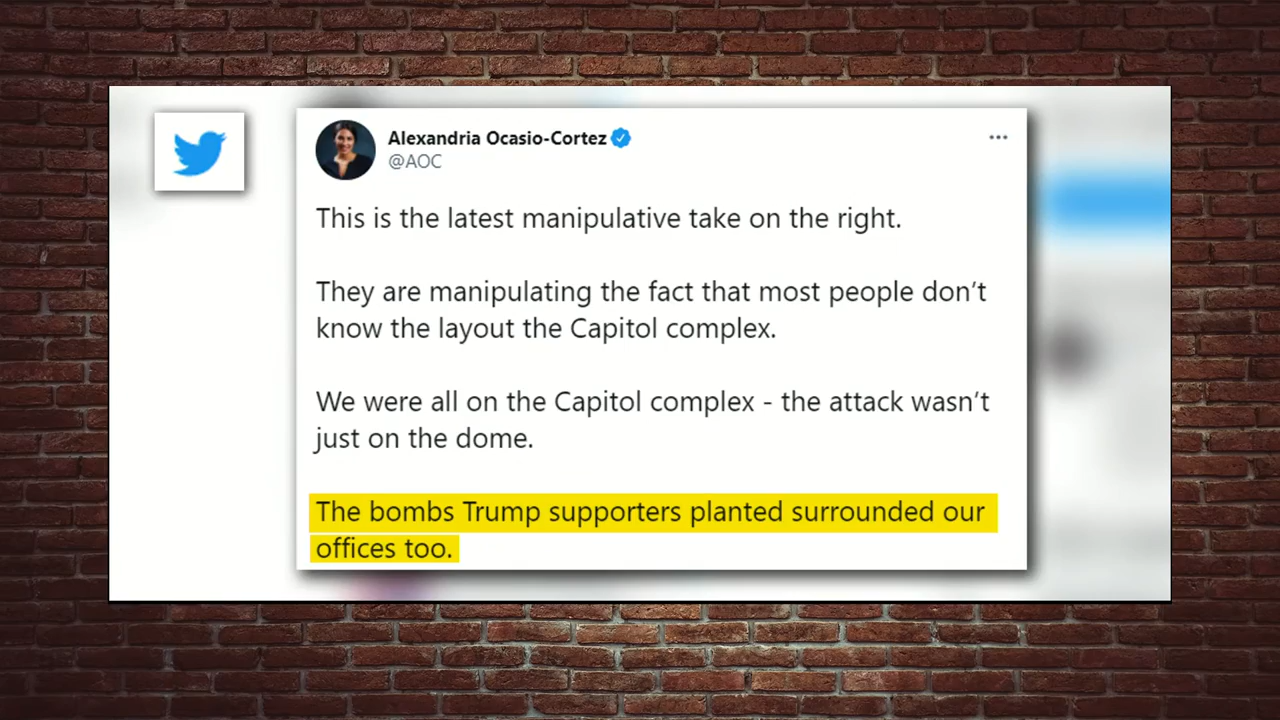 Alexandria Ocasio-Cortez
@AOC
This is the latest manipulative take on the right.
They are manipulating the fact that most people don't
know the layout the Capitol complex.
We were all on the Capitol complex - the attack wasn't
just on the dome.
The bombs Trump supporters planted surrounded our
offices too.